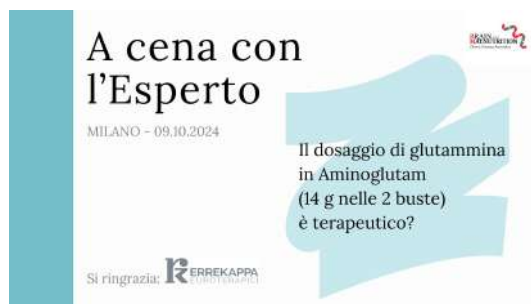 A cena con
l'Esperto
MILANO - 09.10.2024
Il dosaggio di glutammina
in Aminoglutam
(14 g nelle 2 buste)
è terapeutico?
Si ringrazia:
ERREKAPPA
EUROTERAPICI